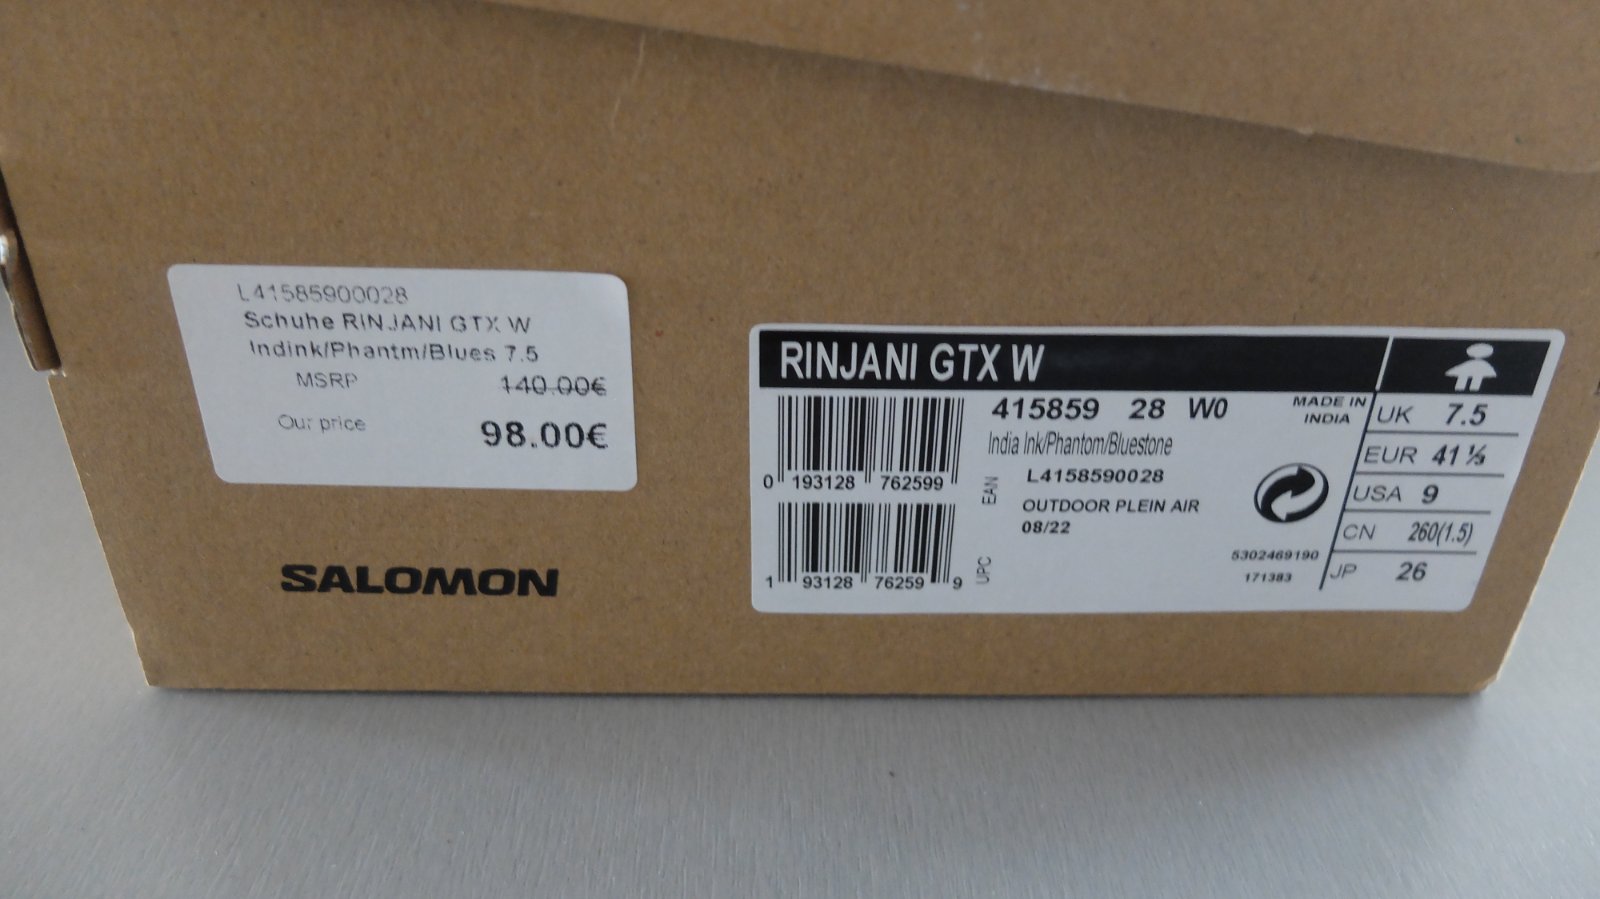 L41585900028
Schuhe RINJANI GTX W
Indink/Phantm/Blues 7.5
MSRP 140.00€
Our price 98.00€
SALOMON
RINJANI GTX W
415859 28 W0
India Ink/Phantom/Bluestone
L4158590028
OUTDOOR PLEIN AIR
08/22
MADE IN
INDIA
0 193128 762599
EAN
1 93128 76259 9
UPC
5302469190
171383
UK 7.5
EUR 41 ⅓
USA 9
CN 260(1.5)
JP 26